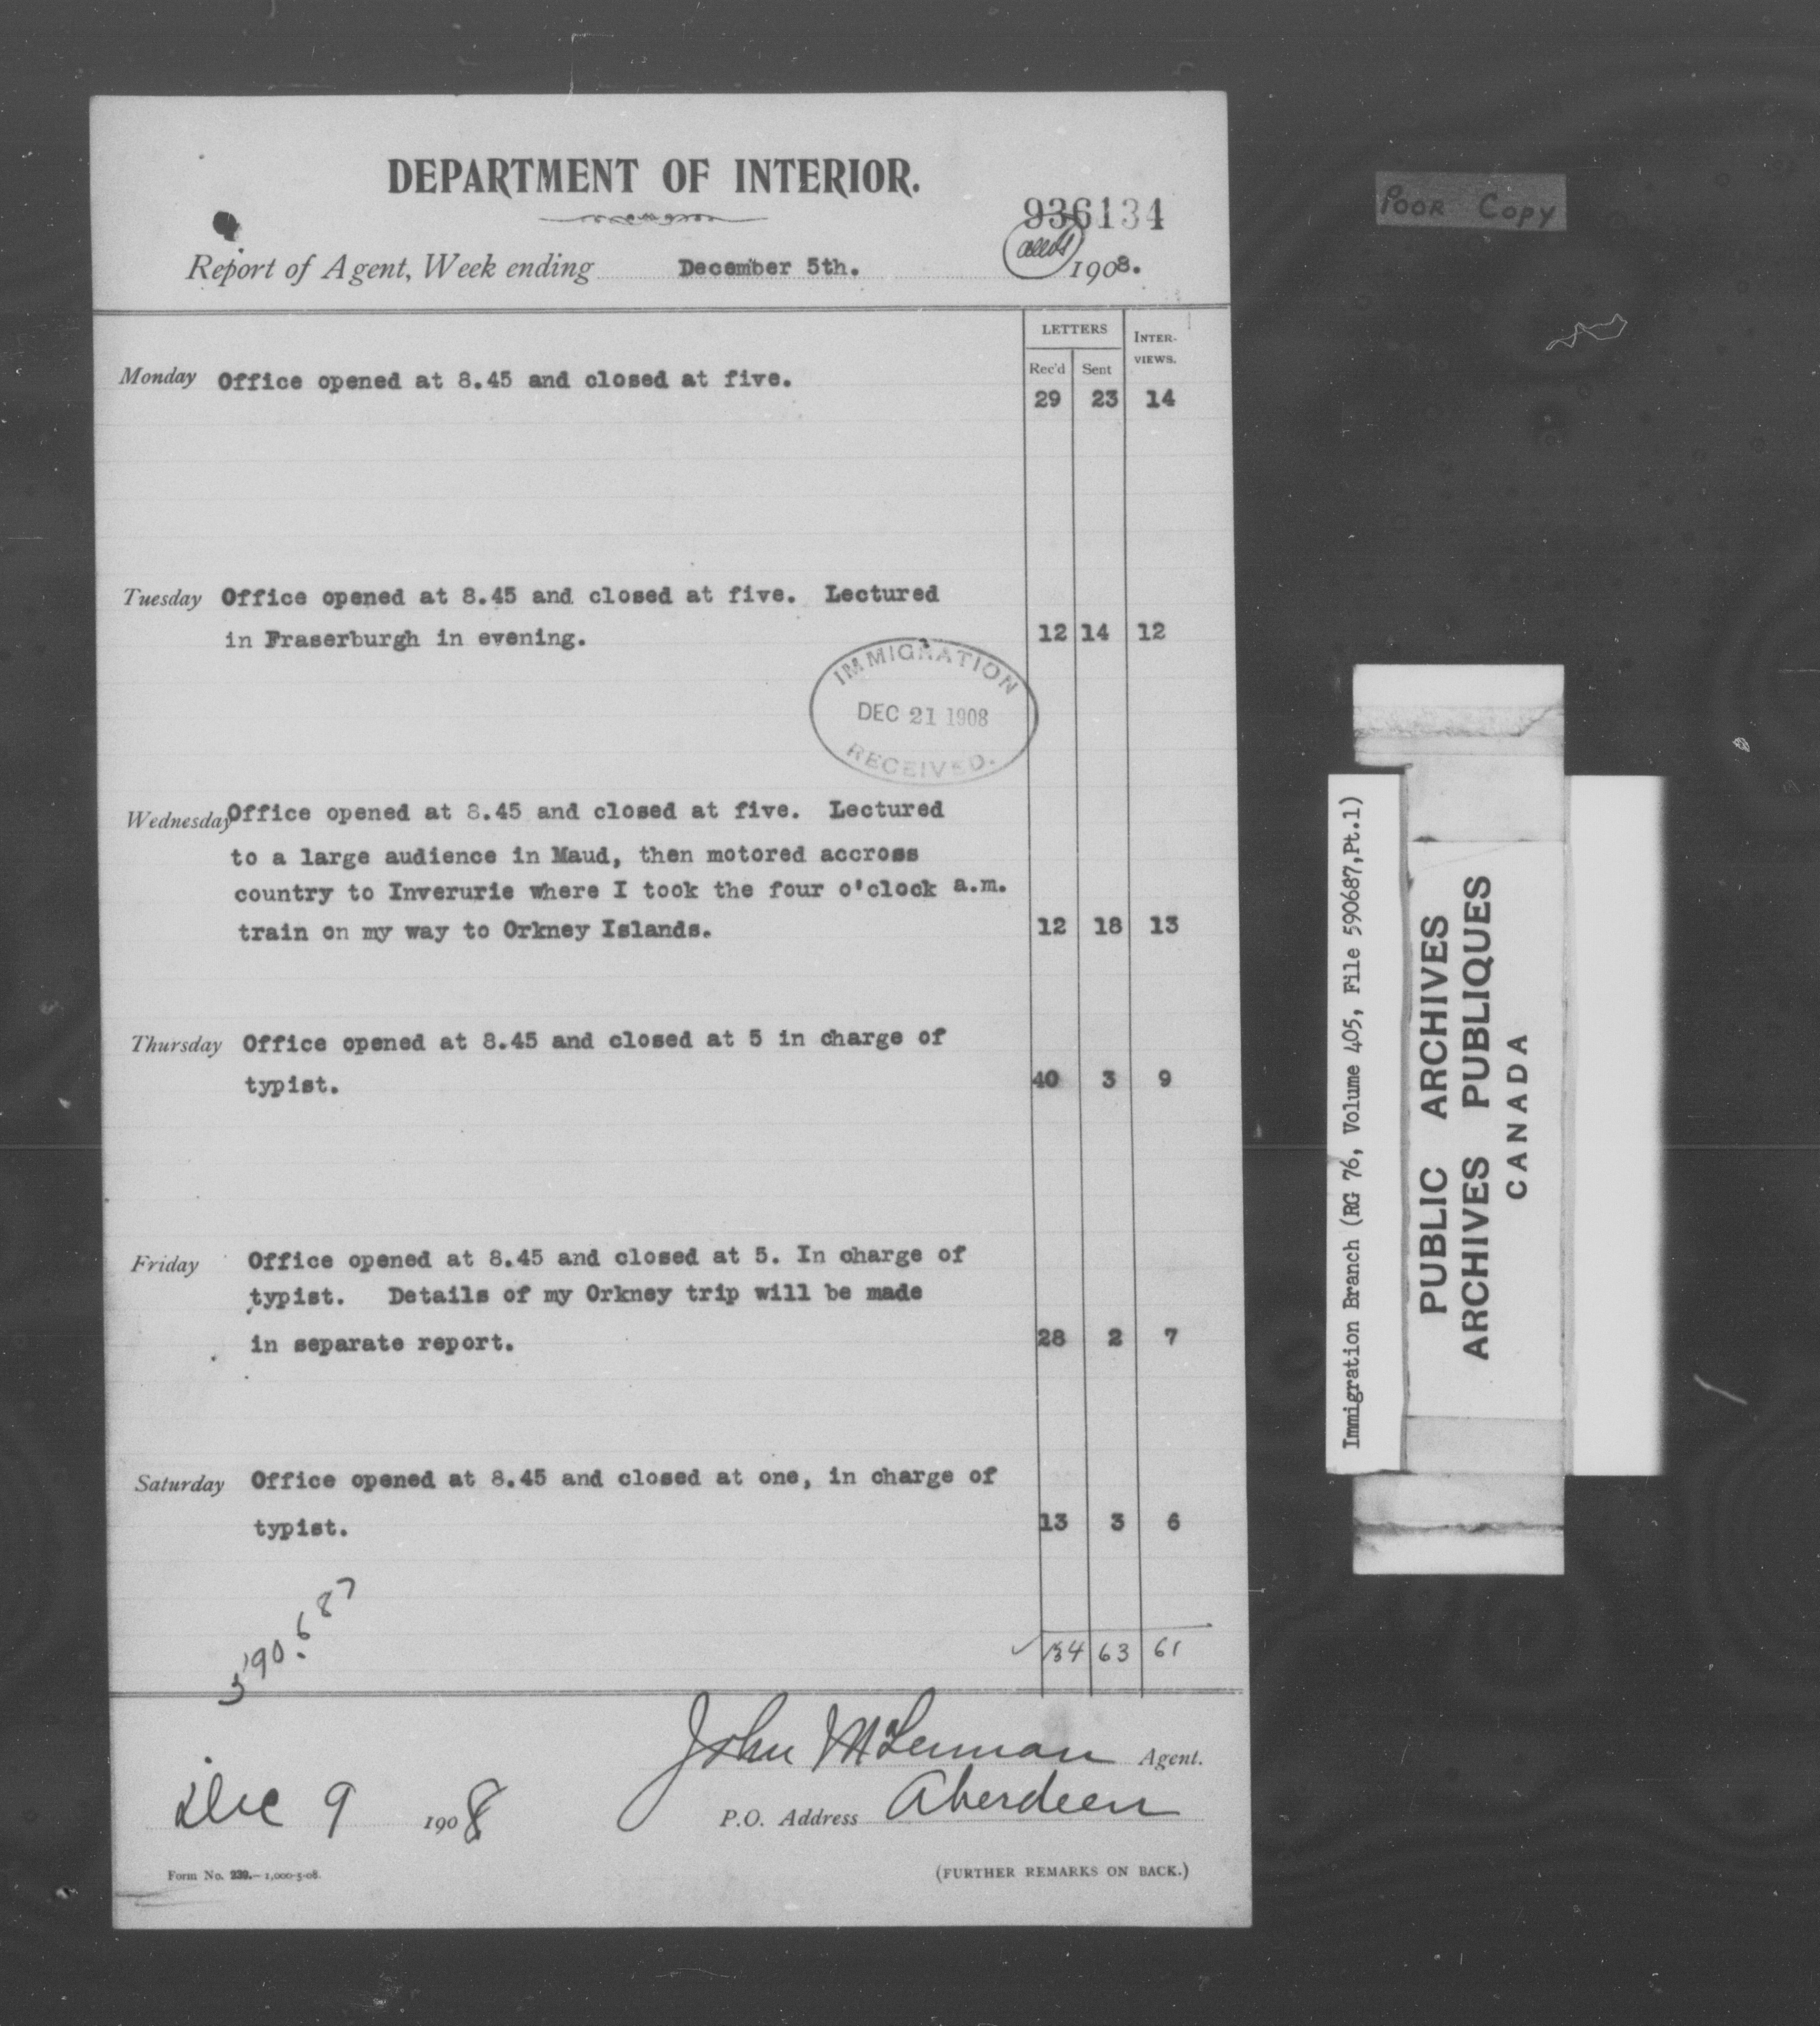 DEPARTMENT OF INTERIOR.
936134
Report of Agent, Week ending December 5th. 1908.
LETTERS INTER-
VIEWS.
Rec'd Sent
Monday Office opened at 8.45 and closed at five.
29 23 14
Tuesday Office opened at 8.45 and closed at five. Lectured
in Fraserburgh in evening. 12 14 12
IMMIGRATION
DEC 21 1908
RECEIVED.
Wednesday Office opened at 8.45 and closed at five. Lectured
to a large audience in Maud, then motored accross
country to Inverurie where I took the four o'clock a.m.
train on my way to Orkney Islands. 12 18 13
Thursday Office opened at 8.45 and closed at 5 in charge of
typist. 40 3 9
Friday Office opened at 8.45 and closed at 5. In charge of
typist. Details of my Orkney trip will be made
in separate report. 28 2 7
Saturday Office opened at 8.45 and closed at one, in charge of
typist. 13 3 6
590687
134 63 61
John McLennan Agent.
Dec 9 1908
P.O. Address Aberdeen
Form No. 239.—1,000-5-08.
(FURTHER REMARKS ON BACK.)
POOR COPY
Immigration Branch (RG 76, Volume 405, File 590687,Pt.1)
PUBLIC ARCHIVES
ARCHIVES PUBLIQUES
CANADA